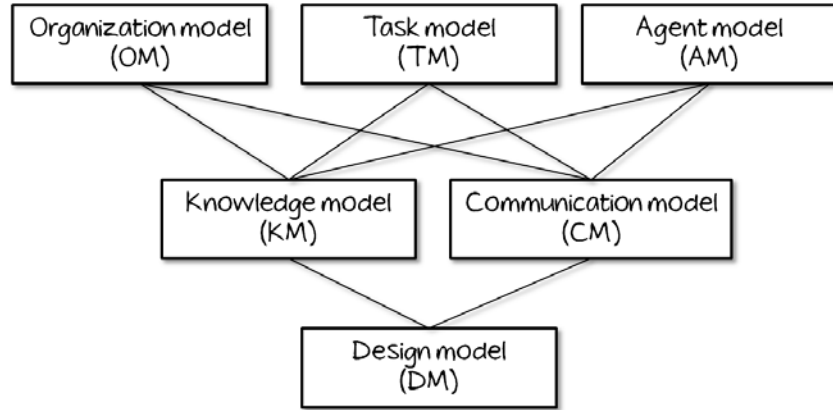 Organization model
(OM)
Task model
(TM)
Agent model
(AM)
Knowledge model
(KM)
Communication model
(CM)
Design model
(DM)